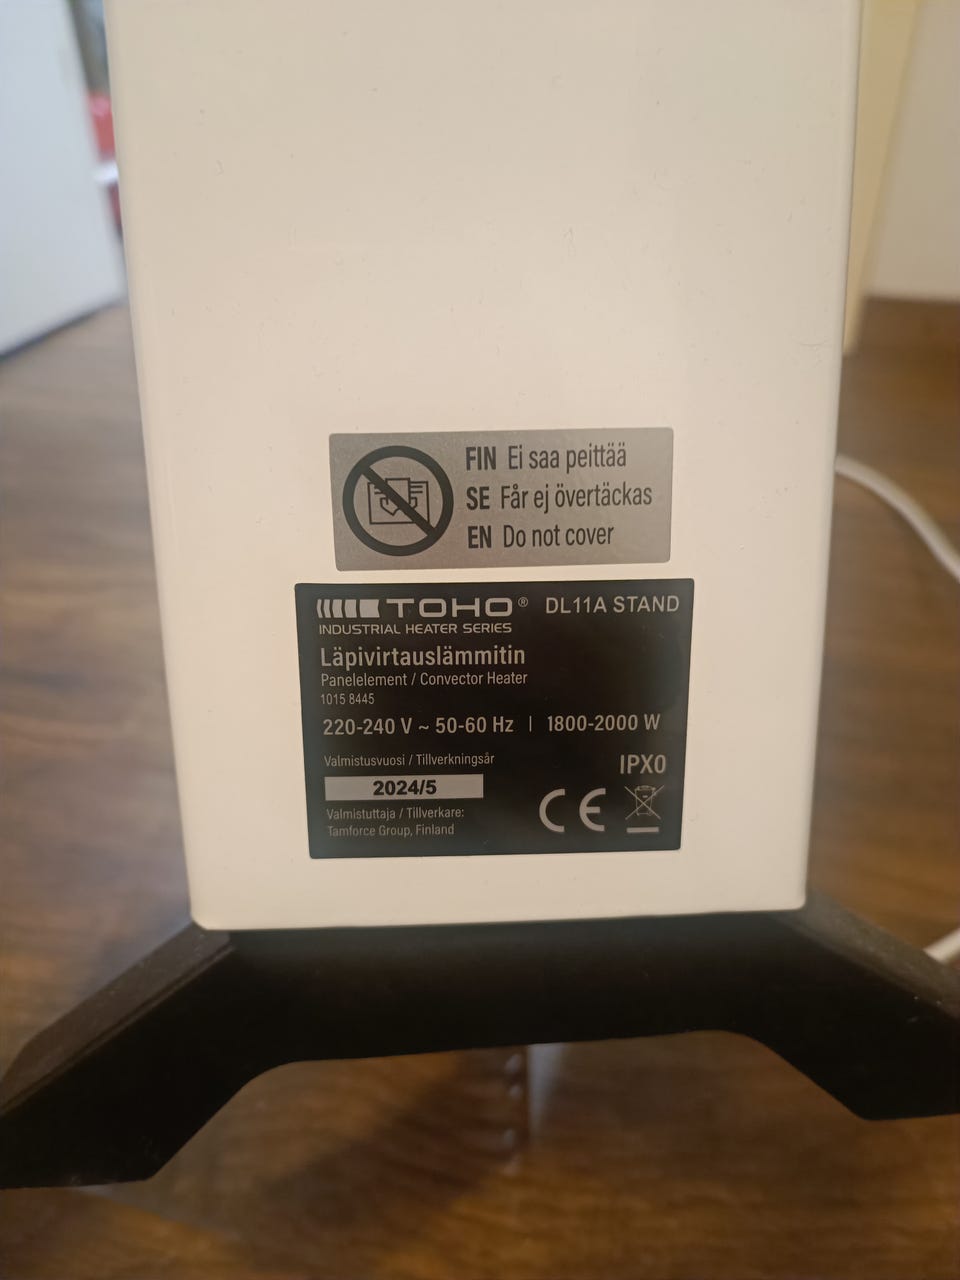 FIN Ei saa peittää
SE Får ej övertäckas
EN Do not cover
TOHO® DL11A STAND
INDUSTRIAL HEATER SERIES
Läpivirtauslämmitin
Panelelement / Convector Heater
1015 8445
220-240 V ~ 50-60 Hz | 1800-2000 W
Valmistusvuosi / Tillverkningsår
IPX0
2024/5
CE
Valmistuttaja / Tillverkare:
Tamforce Group, Finland